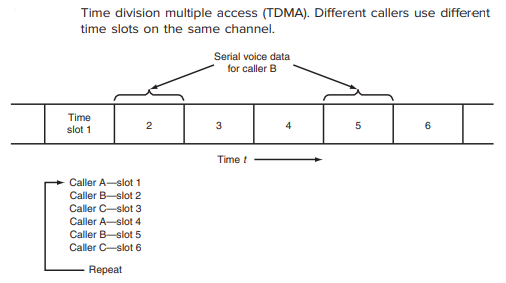 Time division multiple access (TDMA). Different callers use different
time slots on the same channel.
Serial voice data
for caller B
Time
slot 1
2
3
4
5
6
Time t
Caller A—slot 1
Caller B—slot 2
Caller C—slot 3
Caller A—slot 4
Caller B—slot 5
Caller C—slot 6
Repeat